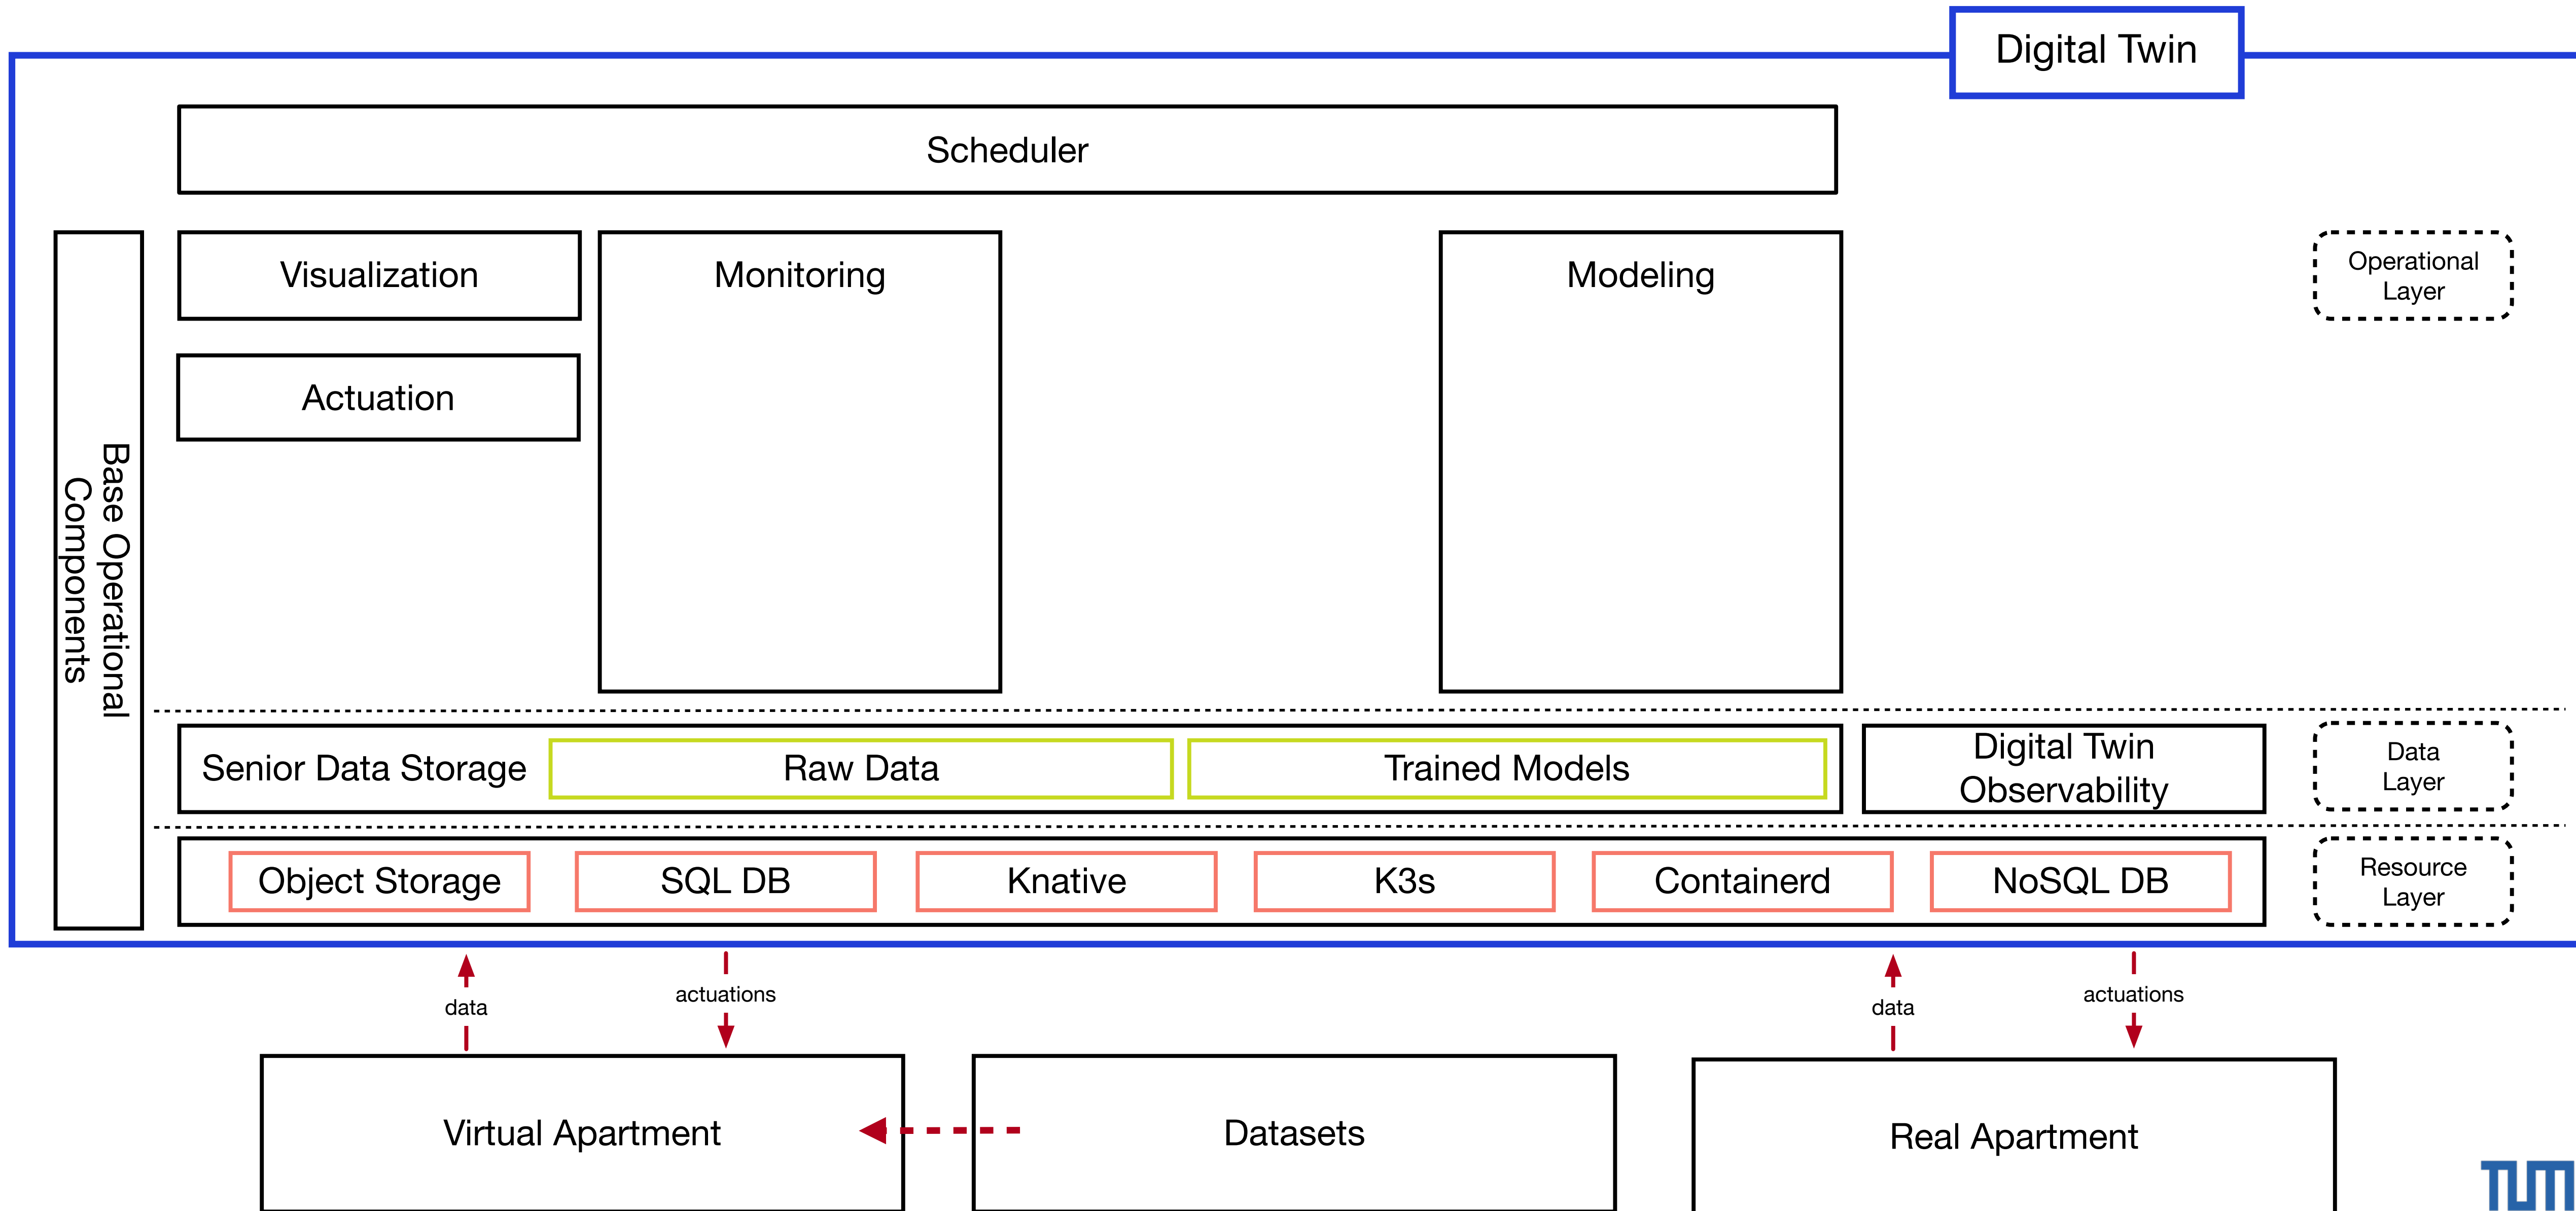 Digital Twin
Scheduler
Visualization
Monitoring
Modeling
Operational
Layer
Actuation
Base Operational
Components
Senior Data Storage
Raw Data
Trained Models
Digital Twin
Observability
Data
Layer
Object Storage
SQL DB
Knative
K3s
Containerd
NoSQL DB
Resource
Layer
data
actuations
data
actuations
Virtual Apartment
Datasets
Real Apartment
TUM